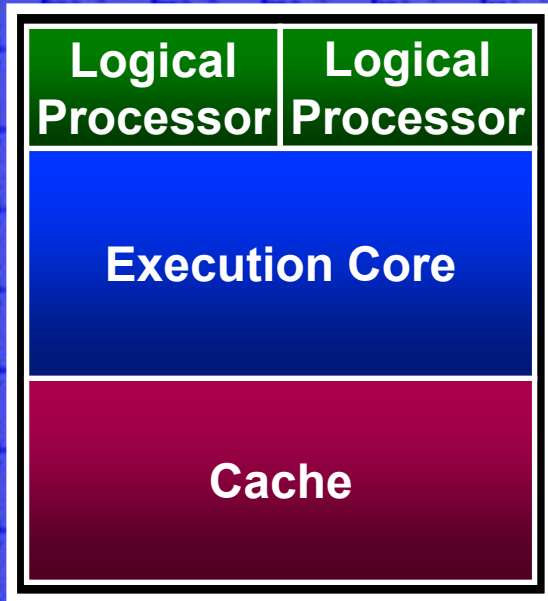 Logical
Processor
Logical
Processor
Execution Core
Cache